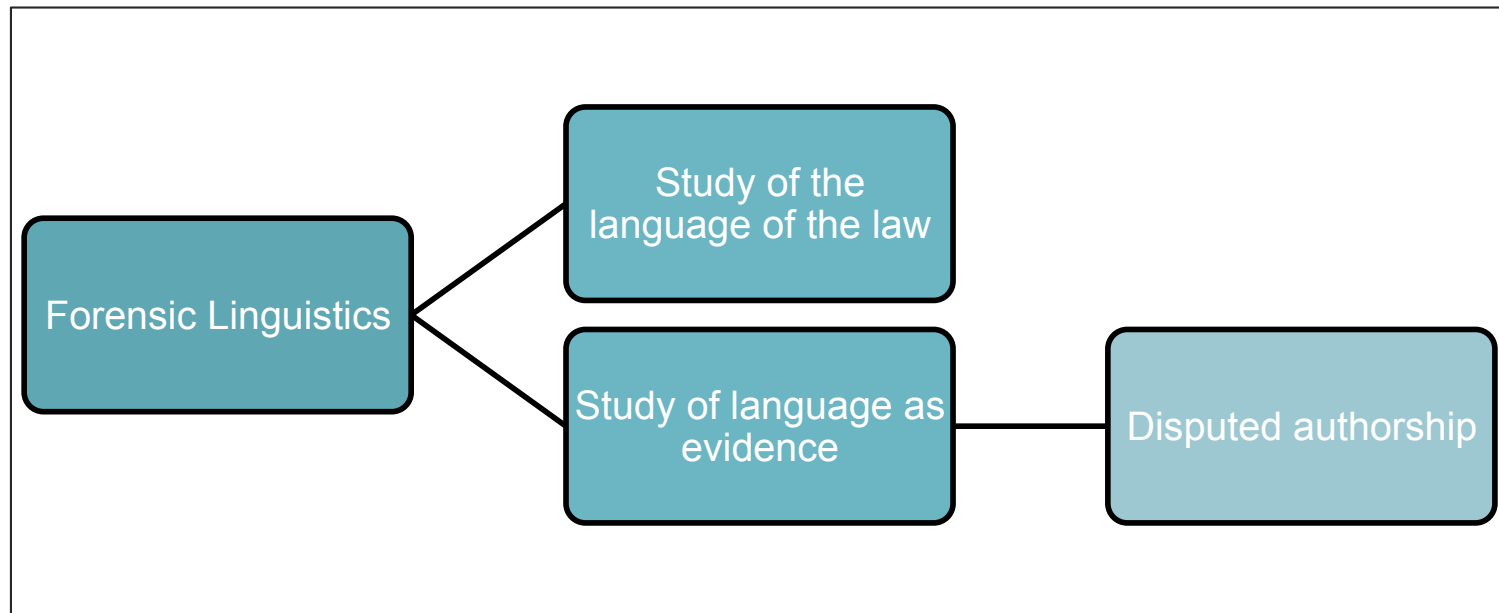 Forensic Linguistics
Study of the
language of the law
Study of language as
evidence
Disputed authorship